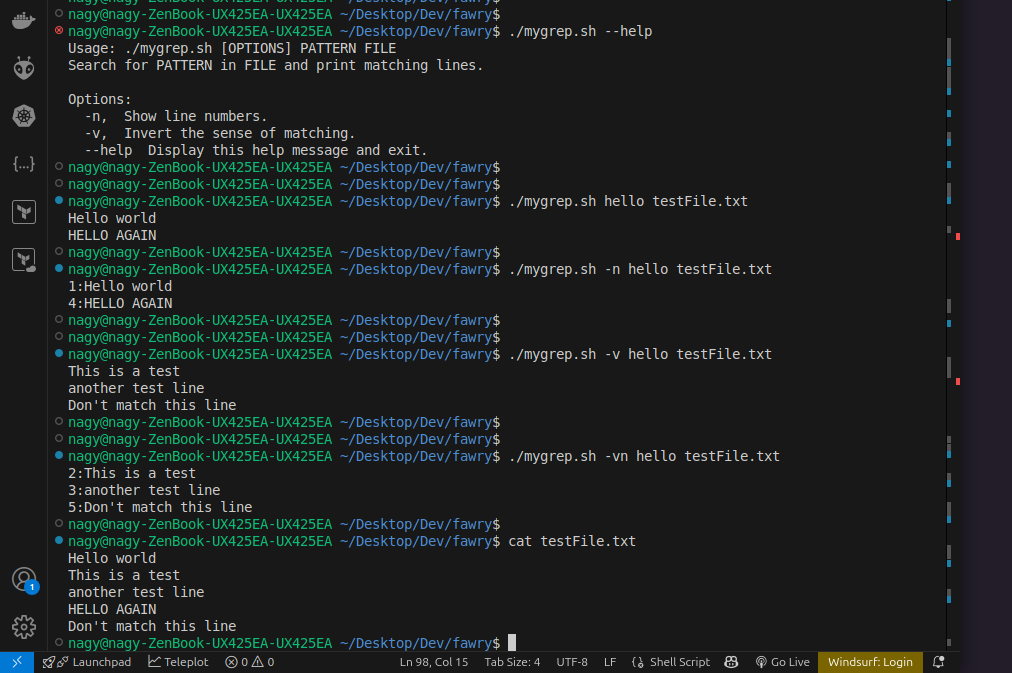 nagy@nagy-ZenBook-UX425EA-UX425EA ~/Desktop/Dev/fawry$
nagy@nagy-ZenBook-UX425EA-UX425EA ~/Desktop/Dev/fawry$ ./mygrep.sh --help
Usage: ./mygrep.sh [OPTIONS] PATTERN FILE
Search for PATTERN in FILE and print matching lines.
Options:
  -n,  Show line numbers.
  -v,  Invert the sense of matching.
  --help  Display this help message and exit.
nagy@nagy-ZenBook-UX425EA-UX425EA ~/Desktop/Dev/fawry$
nagy@nagy-ZenBook-UX425EA-UX425EA ~/Desktop/Dev/fawry$
nagy@nagy-ZenBook-UX425EA-UX425EA ~/Desktop/Dev/fawry$ ./mygrep.sh hello testFile.txt
Hello world
HELLO AGAIN
nagy@nagy-ZenBook-UX425EA-UX425EA ~/Desktop/Dev/fawry$
nagy@nagy-ZenBook-UX425EA-UX425EA ~/Desktop/Dev/fawry$ ./mygrep.sh -n hello testFile.txt
1:Hello world
4:HELLO AGAIN
nagy@nagy-ZenBook-UX425EA-UX425EA ~/Desktop/Dev/fawry$
nagy@nagy-ZenBook-UX425EA-UX425EA ~/Desktop/Dev/fawry$
nagy@nagy-ZenBook-UX425EA-UX425EA ~/Desktop/Dev/fawry$ ./mygrep.sh -v hello testFile.txt
This is a test
another test line
Don't match this line
nagy@nagy-ZenBook-UX425EA-UX425EA ~/Desktop/Dev/fawry$
nagy@nagy-ZenBook-UX425EA-UX425EA ~/Desktop/Dev/fawry$
nagy@nagy-ZenBook-UX425EA-UX425EA ~/Desktop/Dev/fawry$ ./mygrep.sh -vn hello testFile.txt
2:This is a test
3:another test line
5:Don't match this line
nagy@nagy-ZenBook-UX425EA-UX425EA ~/Desktop/Dev/fawry$
nagy@nagy-ZenBook-UX425EA-UX425EA ~/Desktop/Dev/fawry$ cat testFile.txt
Hello world
This is a test
another test line
HELLO AGAIN
Don't match this line
nagy@nagy-ZenBook-UX425EA-UX425EA ~/Desktop/Dev/fawry$
1
Launchpad Teleplot 0 0 Ln 98, Col 15 Tab Size: 4 UTF-8 LF Shell Script Go Live Windsurf: Login